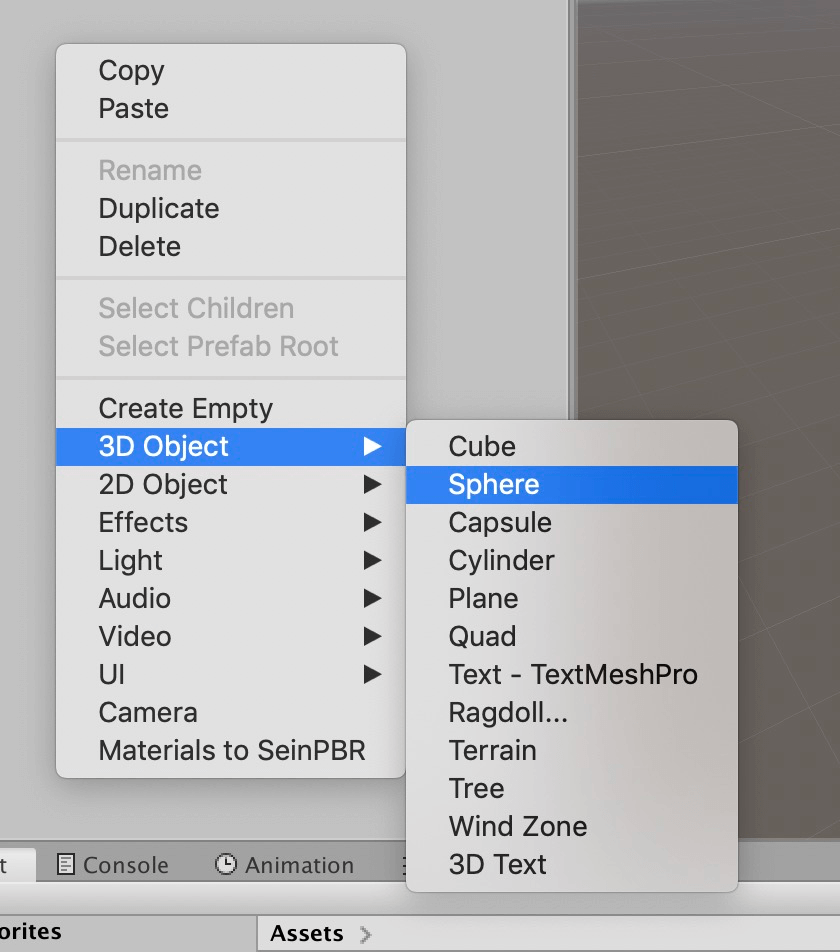 Copy
Paste
Rename
Duplicate
Delete
Select Children
Select Prefab Root
Create Empty
3D Object
2D Object
Effects
Light
Audio
Video
UI
Camera
Materials to SeinPBR
Cube
Sphere
Capsule
Cylinder
Plane
Quad
Text - TextMeshPro
Ragdoll...
Terrain
Tree
Wind Zone
3D Text
t Console Animation
orites Assets